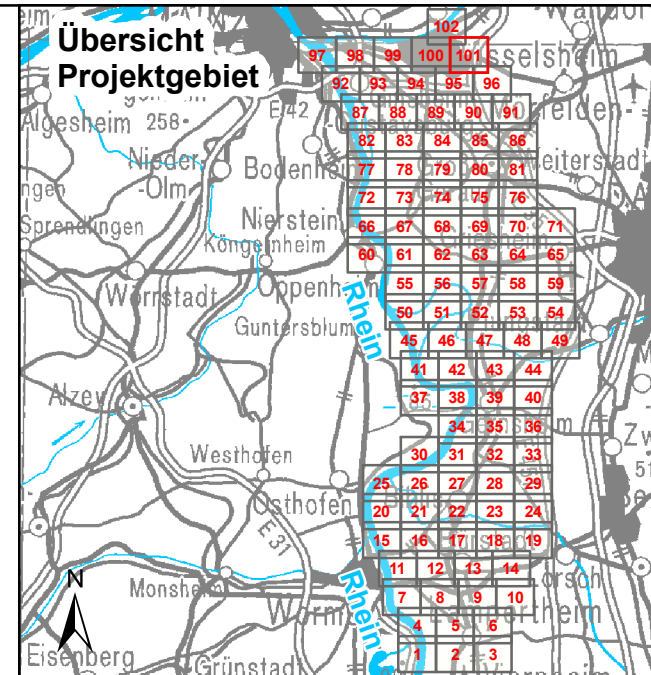 Übersicht
Projektgebiet
102
97 98 99 100 101 sselsheim
92 93 94 95 96
E 42
87 88 89 90 91
Algesheim 258
82 83 84 85 86
Nieder-
-Olm
Bodenheim
77 78 79 80 81
Weiterstadt
72 73 74 75 76
Sprendlingen
Nierstein
66 67 68 69 70 71
Köngernheim
60 61 62 63 64 65
Wörrstadt
Oppenheim
55 56 57 58 59
Rhein
50 51 52 53 54
Guntersblum
45 46 47 48 49
41 42 43 44
Alzey
37 38 39 40
34 35 36
Westhofen
30 31 32 33
25 26 27 28 29
Osthofen
20 21 22 23 24
E 31
15 16 17 18 19
11 12 13 14
Lorsch
N
Monsheim
Rhein
Worms
7 8 9 10
4 5 6
Eisenberg
Grünstadt
1 2 3